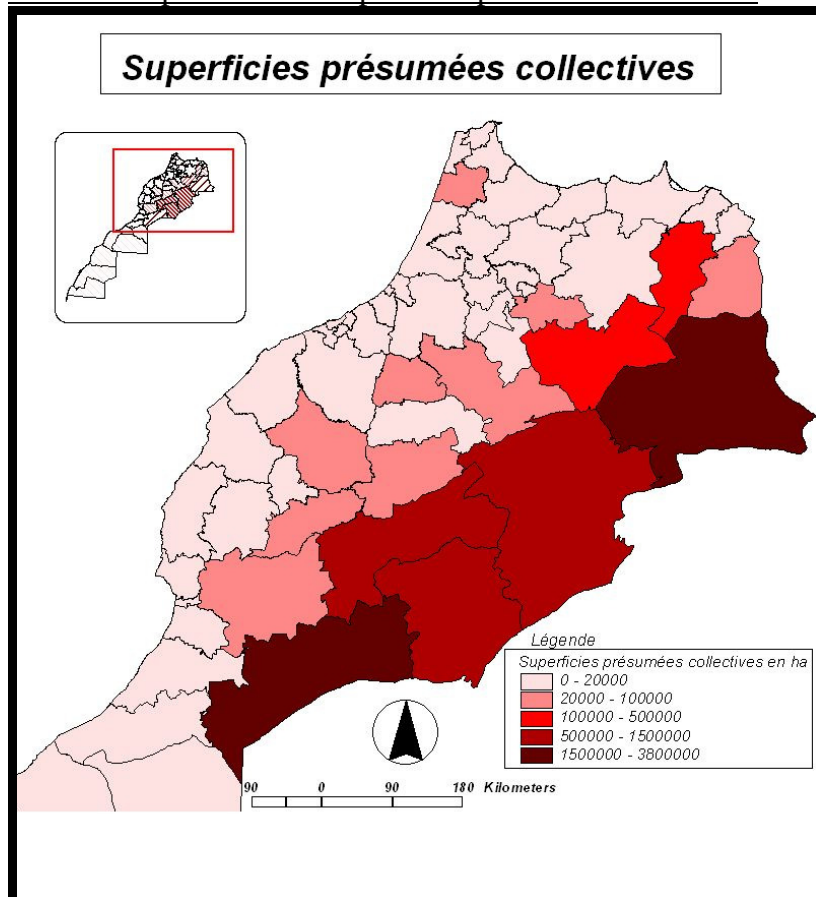 Superficies présumées collectives
Légende
Superficies présumées collectives en ha
0 - 20000
20000 - 100000
100000 - 500000
500000 - 1500000
1500000 - 3800000
90 0 90 180 Kilometers